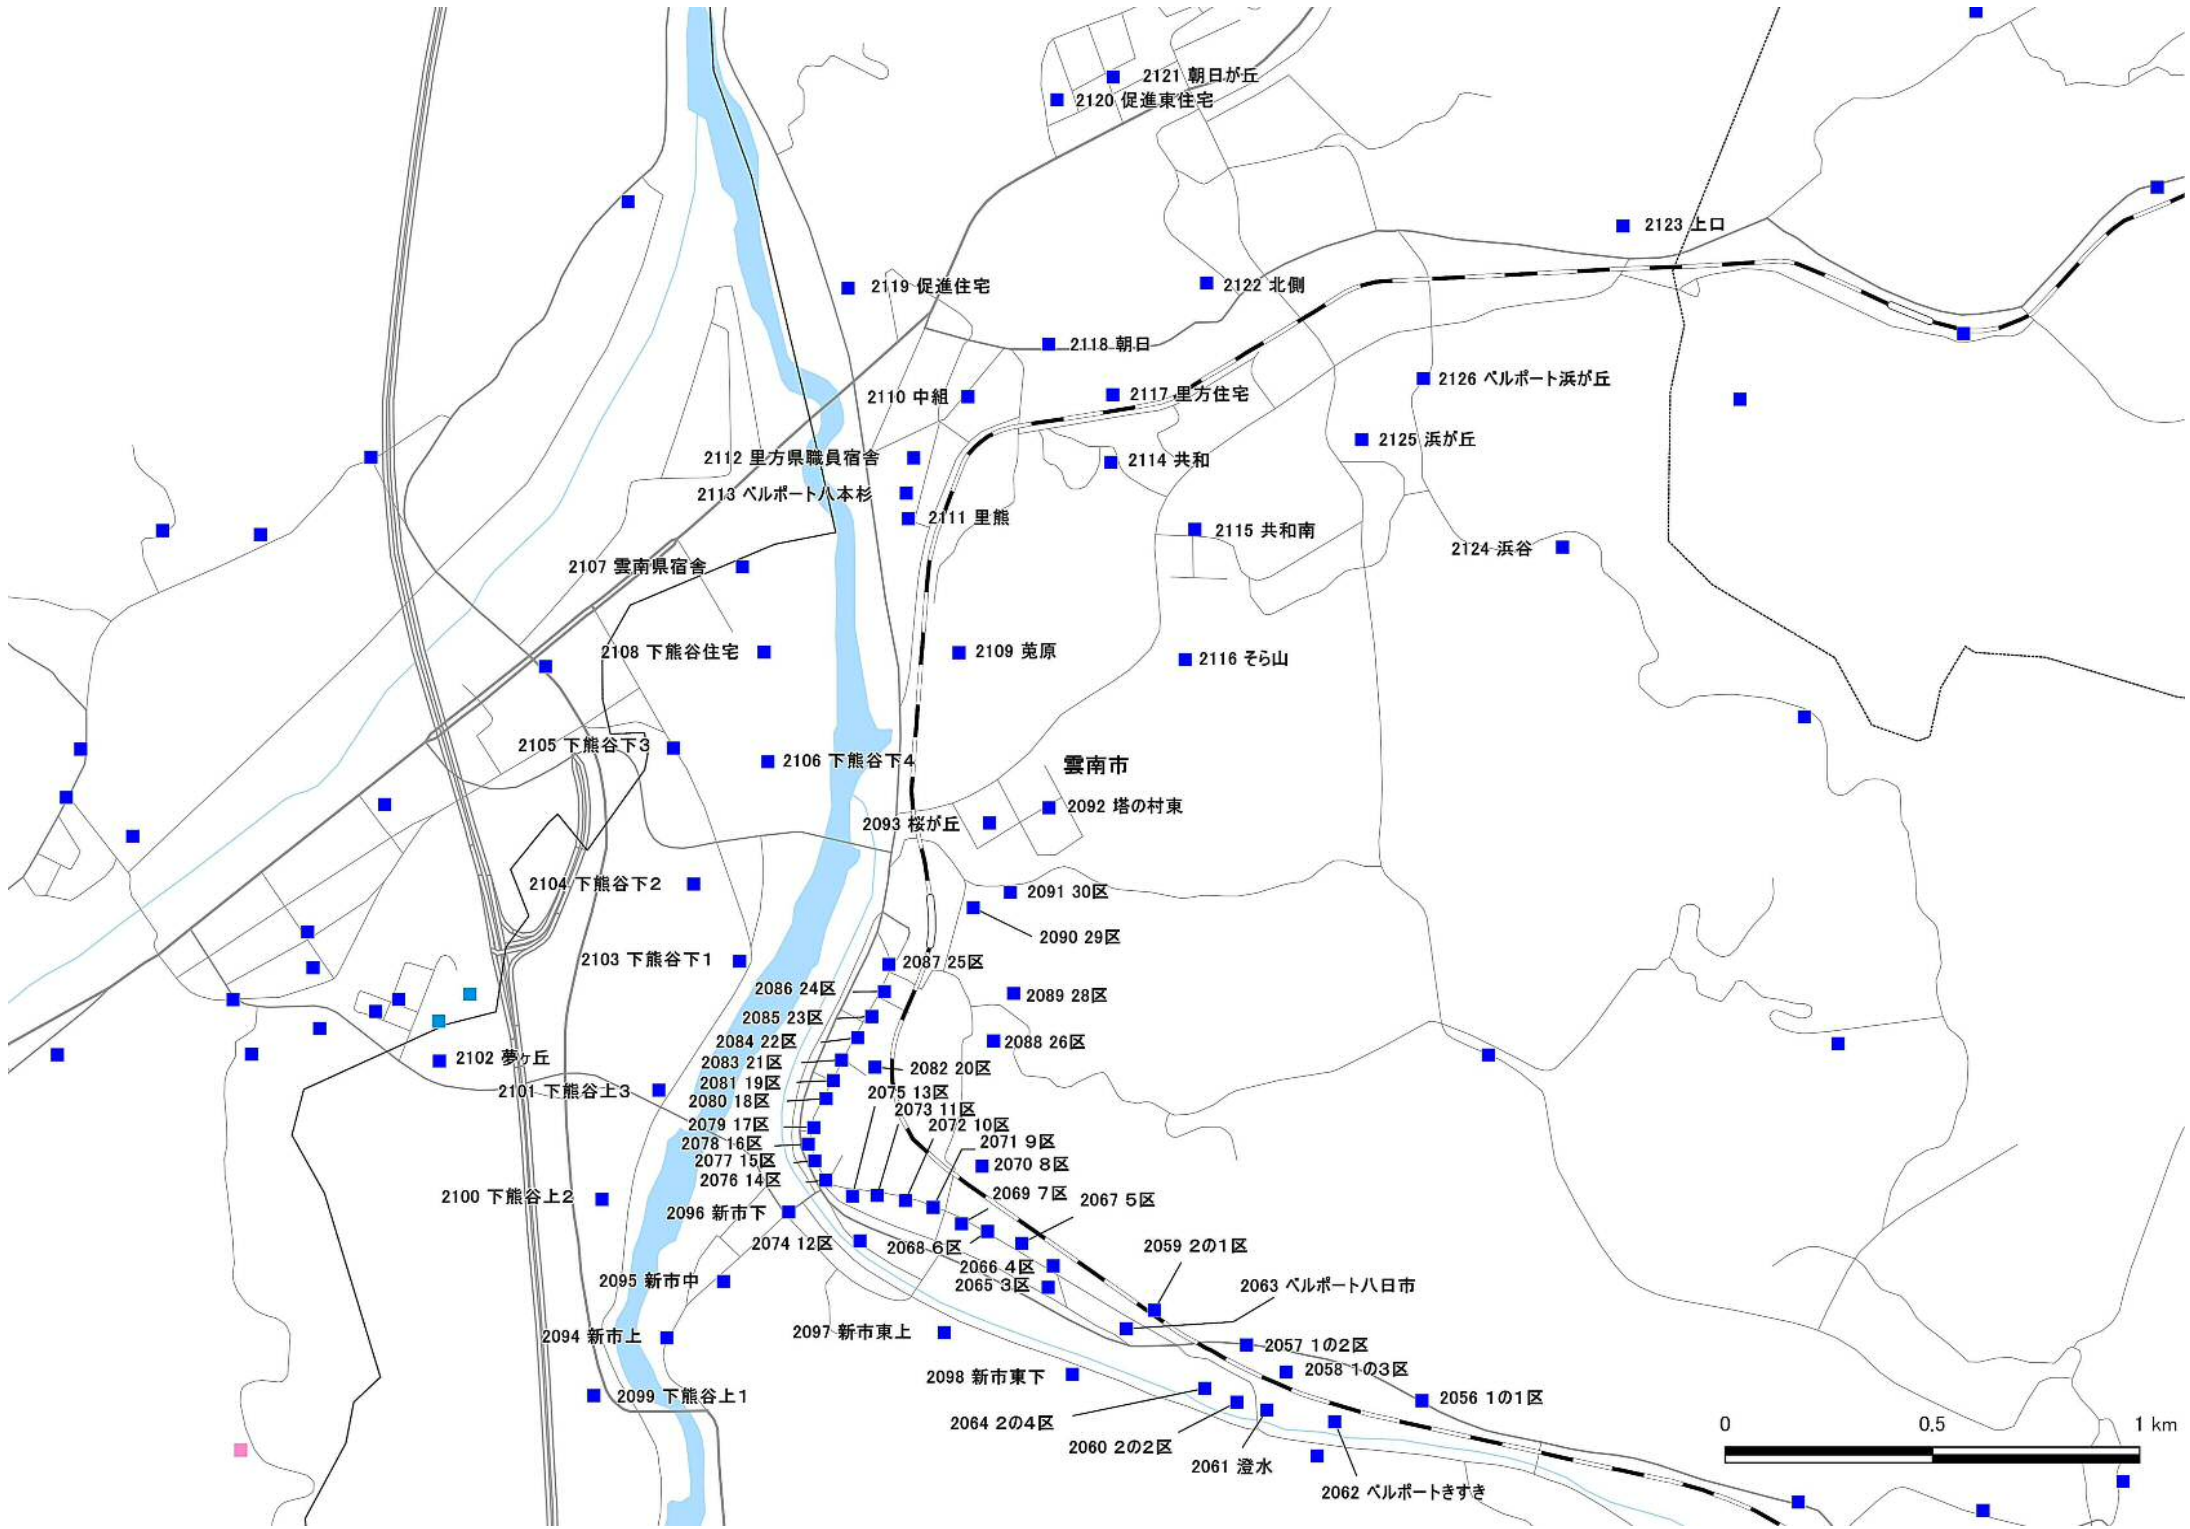 2121 朝日が丘
2120 促進東住宅
2123 上口
2119 促進住宅
2122 北側
2118 朝日
2126 ベルポート浜が丘
2110 中組
2117 里方住宅
2125 浜が丘
2112 里方県職員宿舎
2114 共和
2113 ベルポート八本杉
2111 里熊
2115 共和南
2124 浜谷
2107 雲南県宿舎
2108 下熊谷住宅
2109 莵原
2116 そら山
2105 下熊谷下3
2106 下熊谷下4
雲南市
2092 塔の村東
2093 桜が丘
2104 下熊谷下2
2091 30区
2090 29区
2103 下熊谷下1
2087 25区
2086 24区
2089 28区
2085 23区
2084 22区
2088 26区
2102 夢ヶ丘
2083 21区
2082 20区
2081 19区
2101 下熊谷上3
2075 13区
2080 18区
2073 11区
2079 17区
2072 10区
2078 16区
2071 9区
2077 15区
2070 8区
2076 14区
2100 下熊谷上2
2069 7区
2067 5区
2096 新市下
2074 12区
2068 6区
2059 2の1区
2066 4区
2095 新市中
2065 3区
2063 ベルポート八日市
2094 新市上
2097 新市東上
2057 1の2区
2058 1の3区
2098 新市東下
2099 下熊谷上1
2056 1の1区
2064 2の4区
2060 2の2区
2061 澄水
2062 ベルポートきすき
0 0.5 1 km